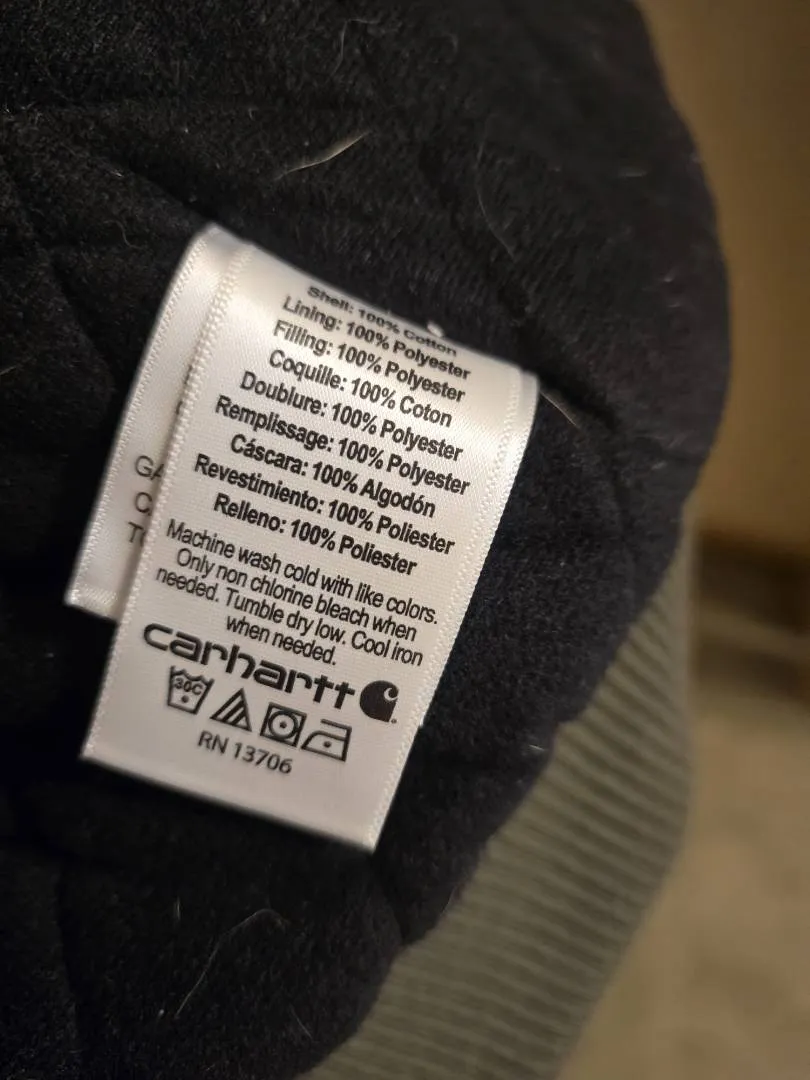 Shell: 100% Cotton
Lining: 100% Polyester
Filling: 100% Polyester
Coquille: 100% Coton
Doublure: 100% Polyester
Remplissage: 100% Polyester
Cáscara: 100% Algodón
Revestimiento: 100% Poliester
Relleno: 100% Poliester
Machine wash cold with like colors.
Only non chlorine bleach when
needed. Tumble dry low. Cool iron
when needed.
carhartt
30C
RN 13706